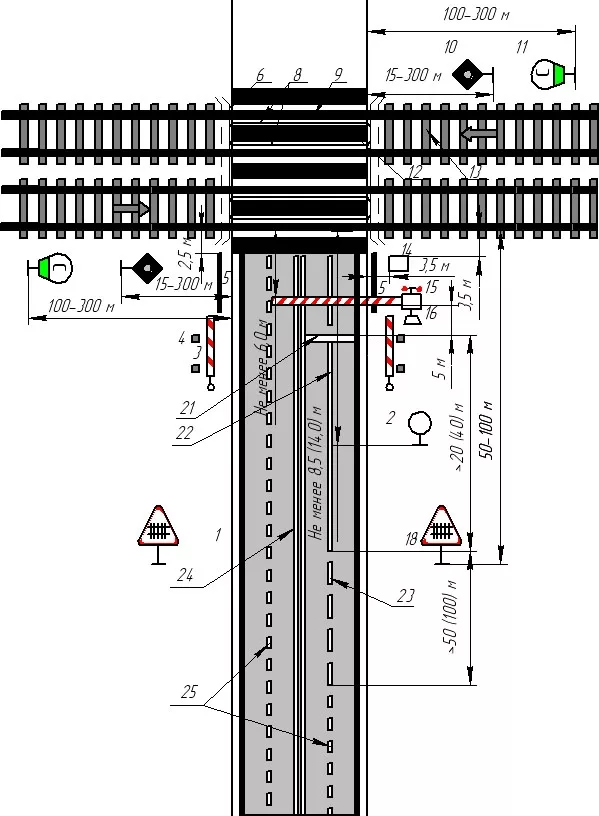 100-300 м
10
11
6
8
9
15-300 м
С
12
13
2,5 м
С
15-300 м
100-300 м
5
14
3,5 м
5
15
16
3,5 м
4
3
Не менее 6,0 м
5 м
21
22
2
Не менее 8,5 (14,0) м
>20 (40) м
50-100 м
1
18
24
23
>50 (100) м
25